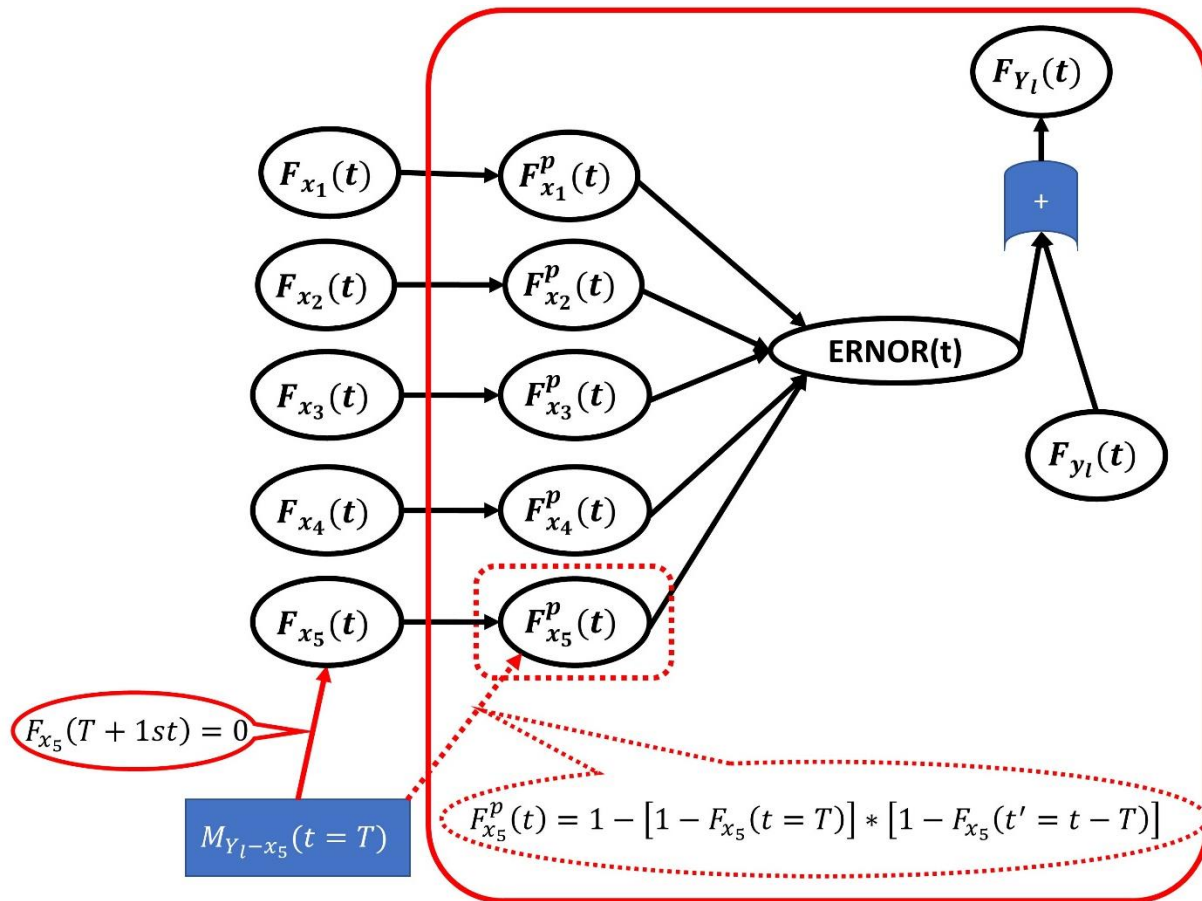 F_{Y_l}(t)
+
F_{x_1}(t)
F^p_{x_1}(t)
F_{x_2}(t)
F^p_{x_2}(t)
ERNOR(t)
F_{x_3}(t)
F^p_{x_3}(t)
F_{y_l}(t)
F_{x_4}(t)
F^p_{x_4}(t)
F_{x_5}(t)
F^p_{x_5}(t)
F_{x_5}(T + 1st) = 0
M_{Y_l-x_5}(t = T)
F^p_{x_5}(t) = 1 − [1 − F_{x_5}(t = T)] * [1 − F_{x_5}(t' = t − T)]